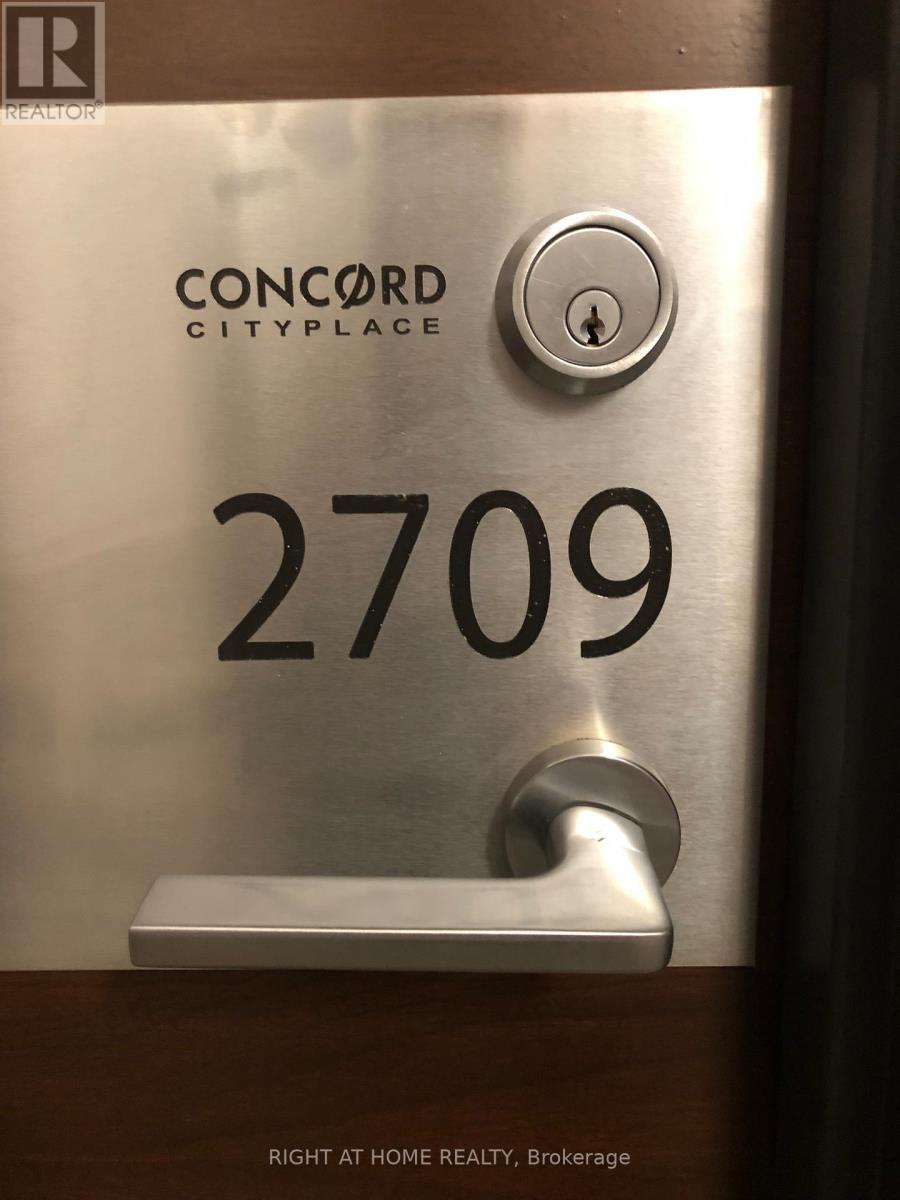 R
REALTOR®
CONCORD
CITYPLACE
2709
RIGHT AT HOME REALTY, Brokerage